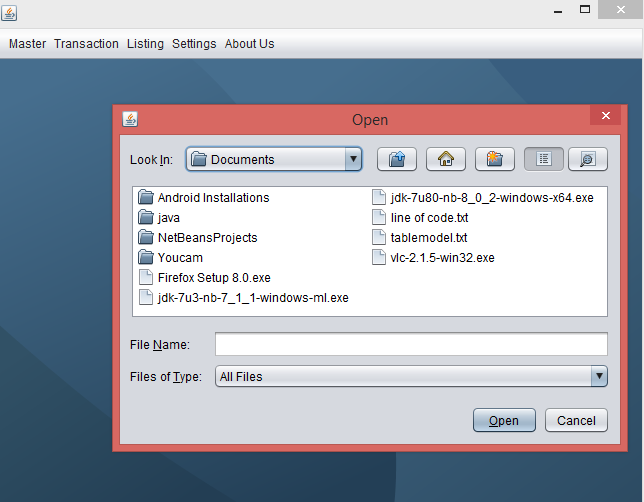 Master Transaction Listing Settings About Us
Open
Look In: Documents
Android Installations
java
NetBeansProjects
Youcam
Firefox Setup 8.0.exe
jdk-7u3-nb-7_1_1-windows-ml.exe
jdk-7u80-nb-8_0_2-windows-x64.exe
line of code.txt
tablemodel.txt
vlc-2.1.5-win32.exe
File Name:
Files of Type: All Files
Open Cancel